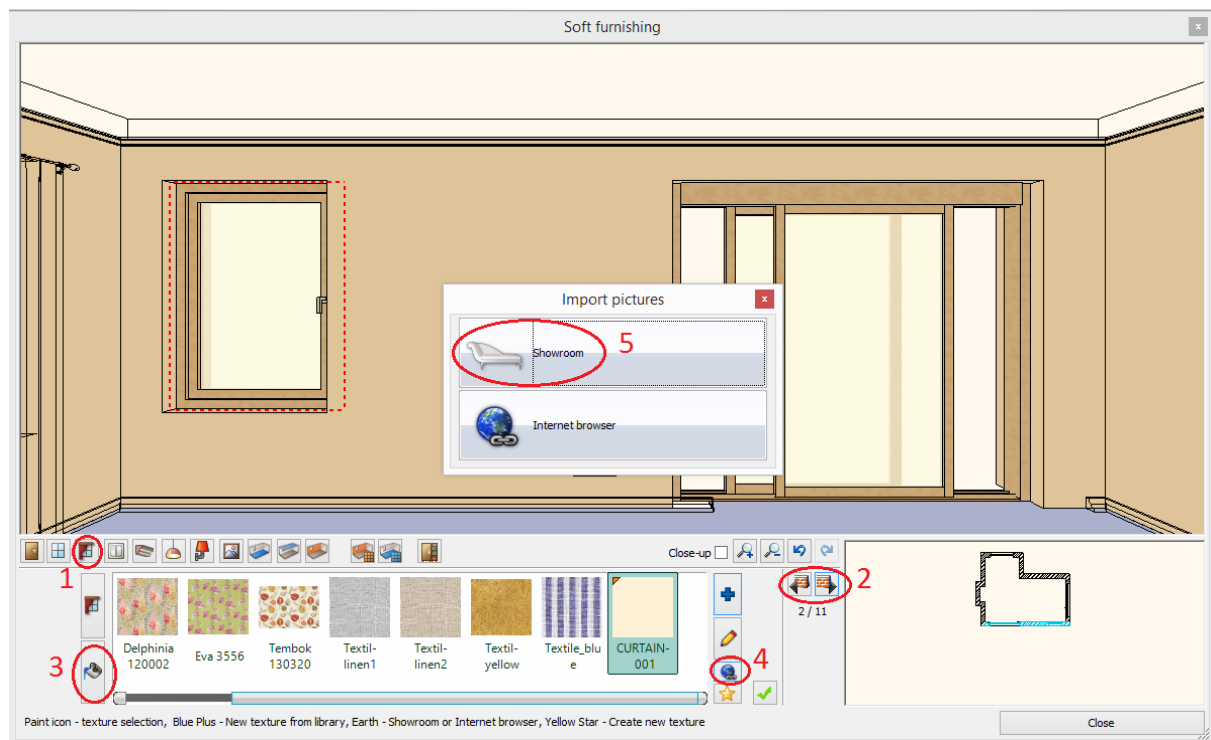 Soft furnishing
x
Import pictures
x
Showroom
5
Internet browser
Close-up
1
2
2 / 11
3
4
Delphinia
120002
Eva 3556
Tembok
130320
Textil-
linen1
Textil-
linen2
Textil-
yellow
Textile_blu
e
CURTAIN-
001
Paint icon - texture selection, Blue Plus - New texture from library, Earth - Showroom or Internet browser, Yellow Star - Create new texture
Close